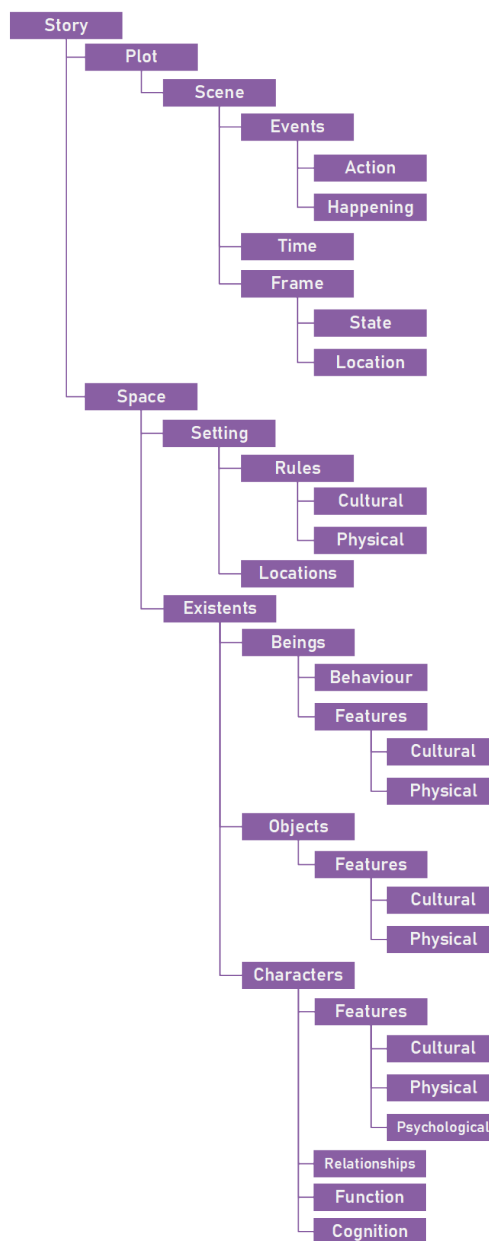 Story
Plot
Scene
Events
Action
Happening
Time
Frame
State
Location
Space
Setting
Rules
Cultural
Physical
Locations
Existents
Beings
Behaviour
Features
Cultural
Physical
Objects
Features
Cultural
Physical
Characters
Features
Cultural
Physical
Psychological
Relationships
Function
Cognition